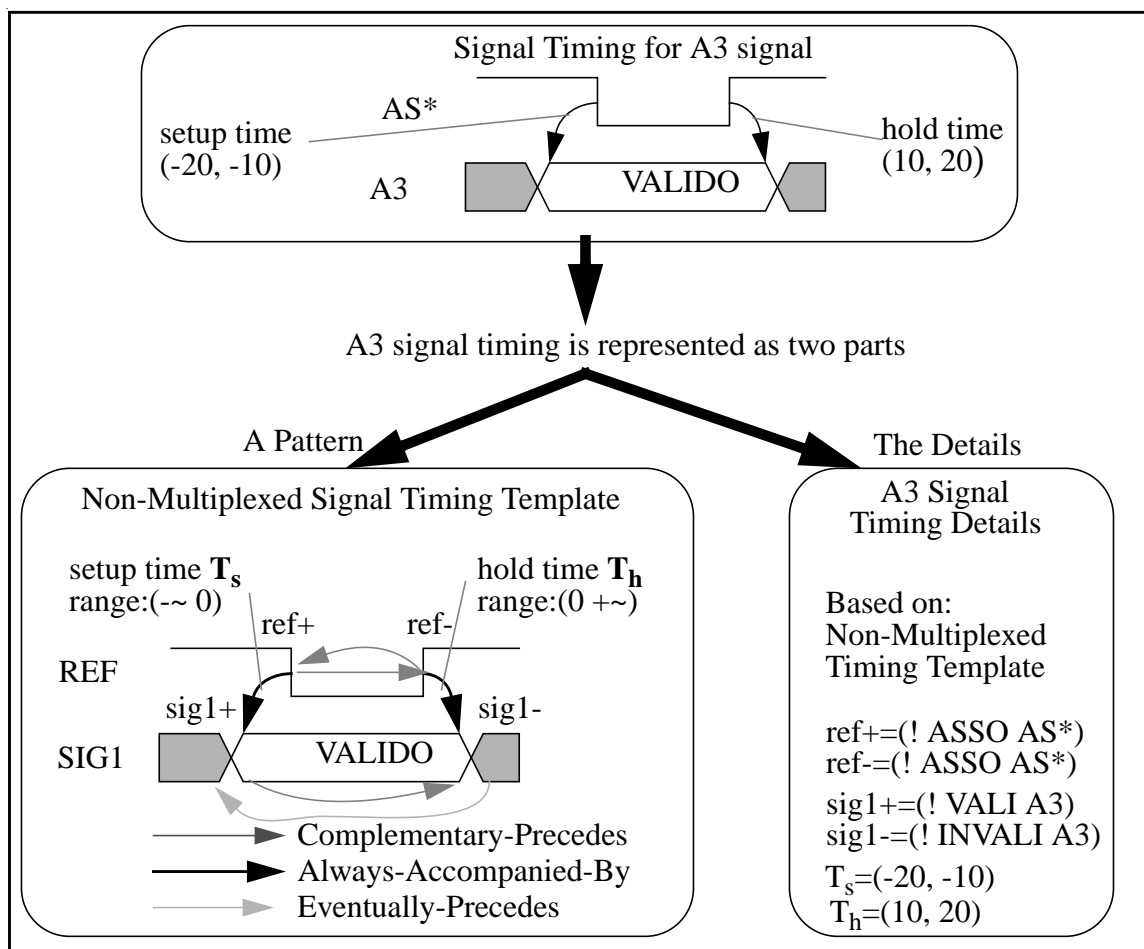 Signal Timing for A3 signal
AS*
setup time
(-20, -10)
hold time
(10, 20)
A3
VALIDO
A3 signal timing is represented as two parts
A Pattern
The Details
Non-Multiplexed Signal Timing Template
setup time Ts
range:(-~ 0)
hold time Th
range:(0 +~)
ref+
ref-
REF
sig1+
sig1-
SIG1
VALIDO
Complementary-Precedes
Always-Accompanied-By
Eventually-Precedes
A3 Signal
Timing Details
Based on:
Non-Multiplexed
Timing Template
ref+=(! ASSO AS*)
ref-=(! ASSO AS*)
sig1+=(! VALI A3)
sig1-=(! INVALI A3)
Ts=(-20, -10)
Th=(10, 20)